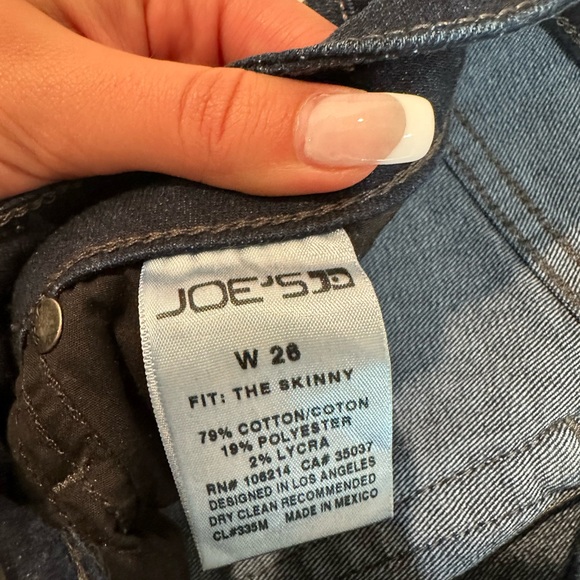 JOE'S
W 26
FIT: THE SKINNY
79% COTTON/COTON
19% POLYESTER
2% LYCRA
RN# 106214 CA# 35037
DESIGNED IN LOS ANGELES
DRY CLEAN RECOMMENDED
CL#335M MADE IN MEXICO